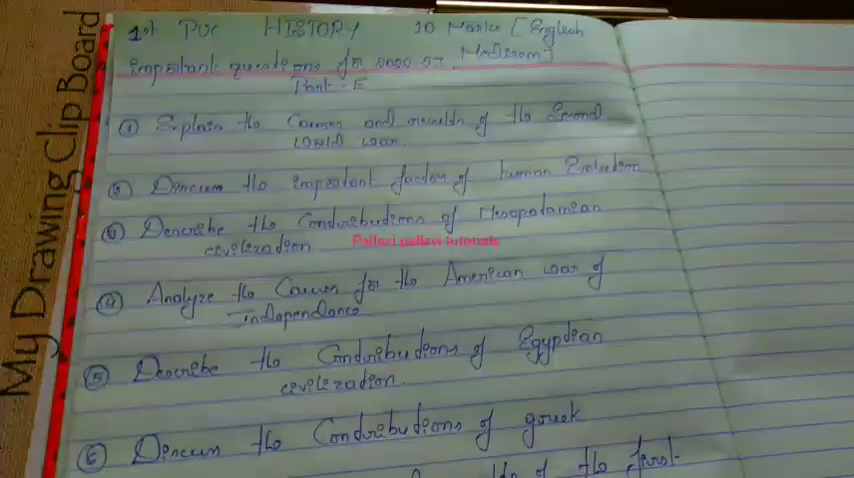 My Drawing Clip Board
1st PUC HISTORY 10 Marks [English
Important questions for 2022-23. Medium]
Part-E
① Explain the Causes and results of the Second
World war.
② Discuss the important factors of human Evolution
③ Describe the Contributions of Mesopotamian
civilization
Pallavi pallavi tutorials
④ Analyze the Causes for the American war of
Independence
⑤ Describe the Contributions of Egyptian
civilization.
⑥ Discuss the Contributions of greek
of the first